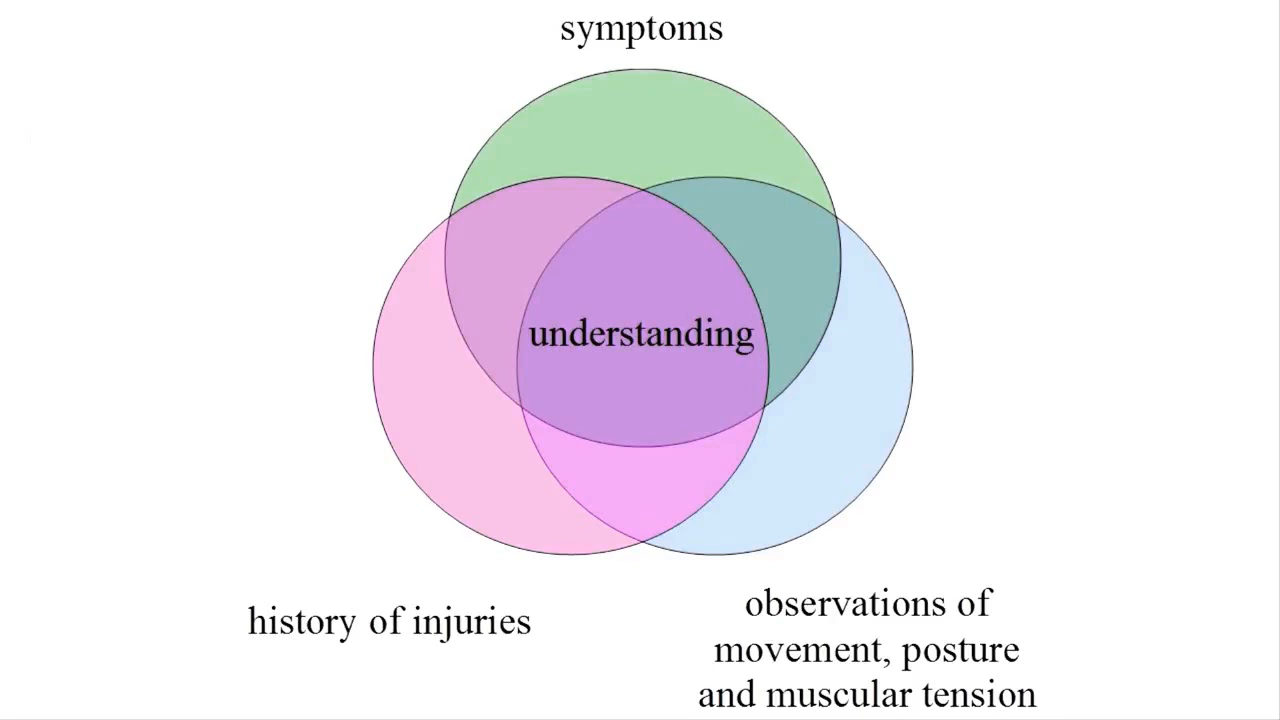 symptoms
understanding
history of injuries
observations of
movement, posture
and muscular tension